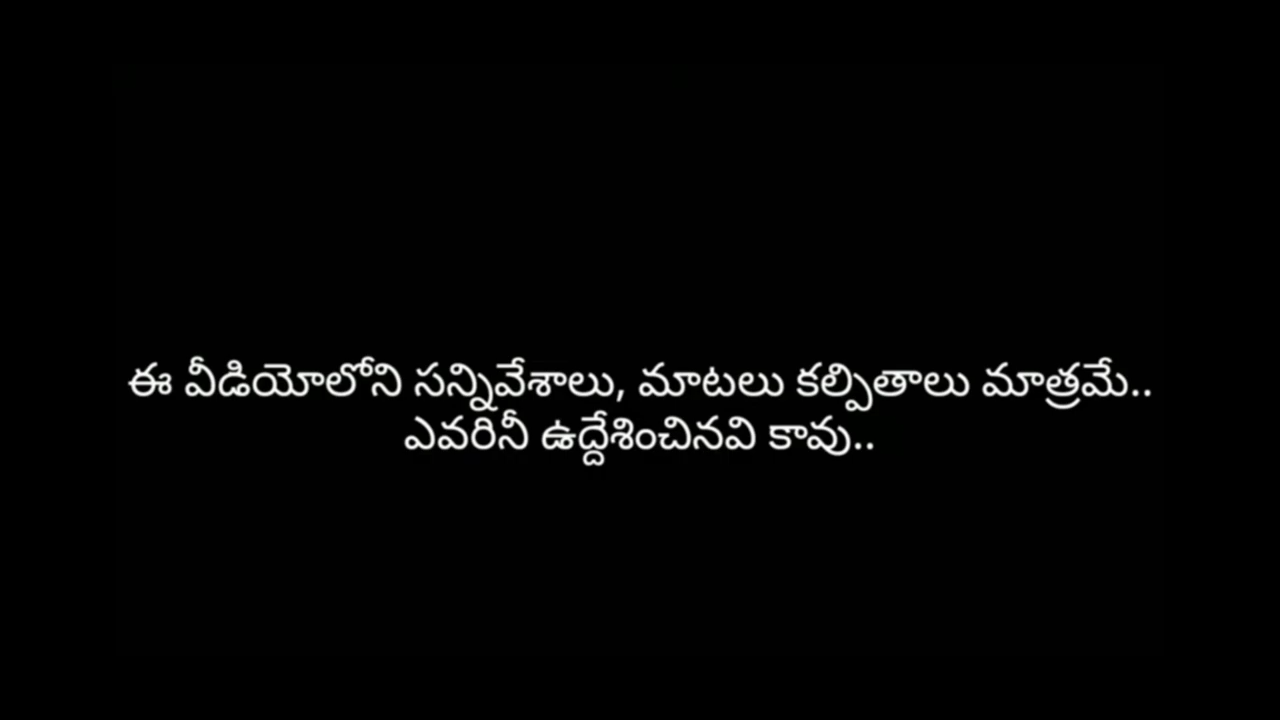 ఈ వీడియోలోని సన్నివేశాలు, మాటలు కల్పితాలు మాత్రమే..
ఎవరినీ ఉద్దేశించినవి కావు..